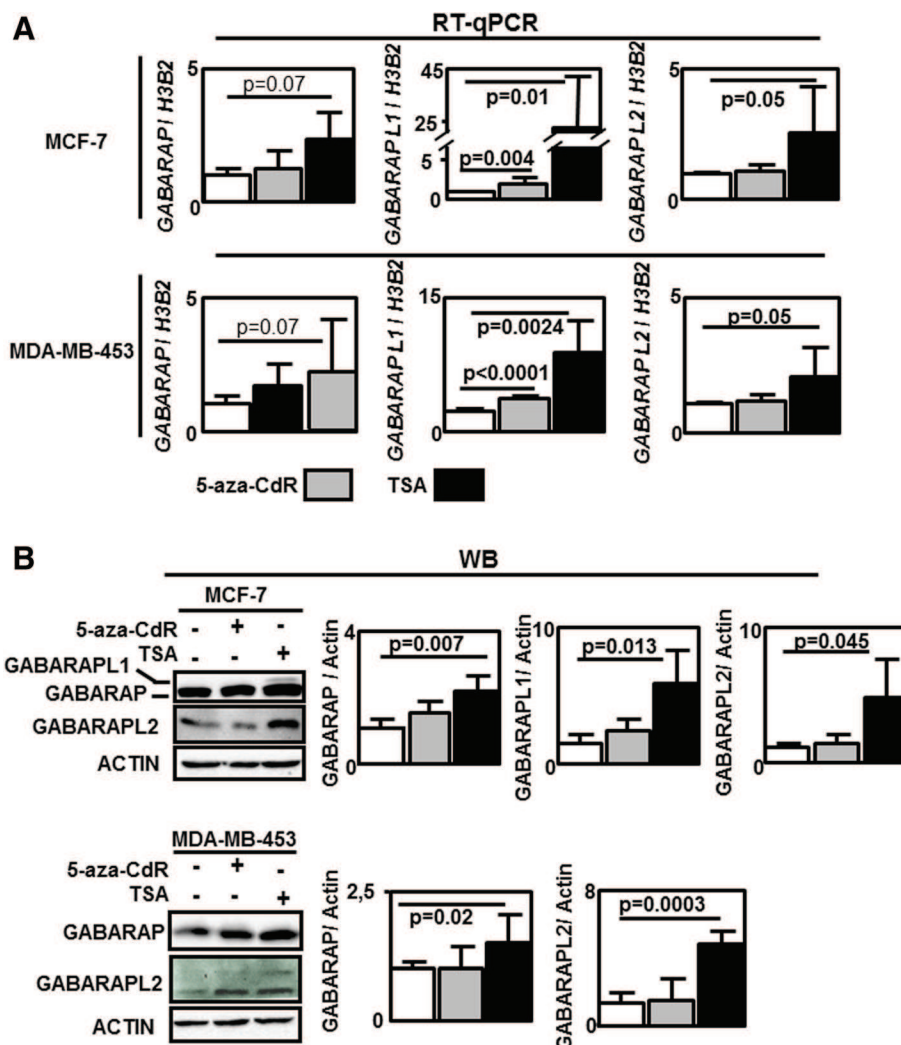 A
RT-qPCR
MCF-7
GABARAP/ H3B2
5
0
p=0.07
GABARAPL1/ H3B2
45
25
5
0
p=0.01
p=0.004
GABARAPL2/ H3B2
5
0
p=0.05
MDA-MB-453
GABARAP/ H3B2
5
0
p=0.07
GABARAPL1/ H3B2
15
0
p=0.0024
p<0.0001
GABARAPL2/ H3B2
5
0
p=0.05
5-aza-CdR
TSA
B
WB
MCF-7
5-aza-CdR - + -
TSA - - +
GABARAPL1
GABARAP
GABARAPL2
ACTIN
GABARAP / Actin
4
0
p=0.007
GABARAPL1/ Actin
10
0
p=0.013
GABARAPL2/ Actin
10
0
p=0.045
MDA-MB-453
5-aza-CdR - + -
TSA - - +
GABARAP
GABARAPL2
ACTIN
GABARAP/ Actin
2,5
0
p=0.02
GABARAPL2/ Actin
8
0
p=0.0003